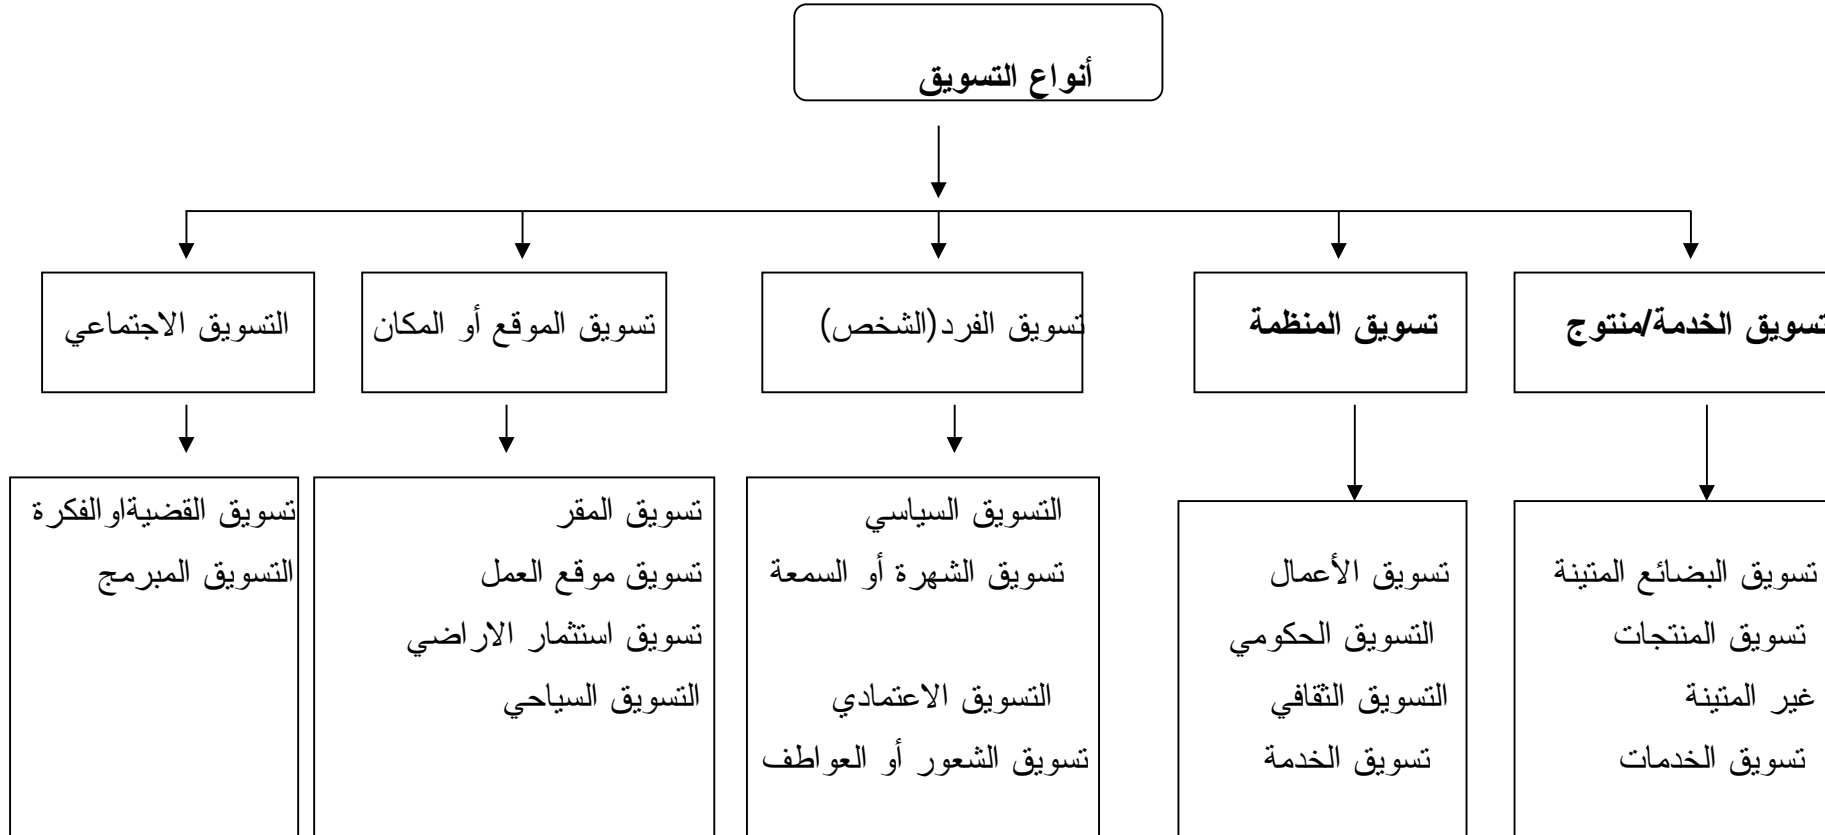 أنواع التسويق
تسويق الخدمة/منتوج
تسويق المنظمة
تسويق الفرد(الشخص)
تسويق الموقع أو المكان
التسويق الاجتماعي
تسويق البضائع المتينة
تسويق المنتجات
غير المتينة
تسويق الخدمات
تسويق الأعمال
التسويق الحكومي
التسويق الثقافي
تسويق الخدمة
التسويق السياسي
تسويق الشهرة أو السمعة
التسويق الاعتمادي
تسويق الشعور أو العواطف
تسويق المقر
تسويق موقع العمل
تسويق استثمار الاراضي
التسويق السياحي
تسويق القضيةاو الفكرة
التسويق المبرمج